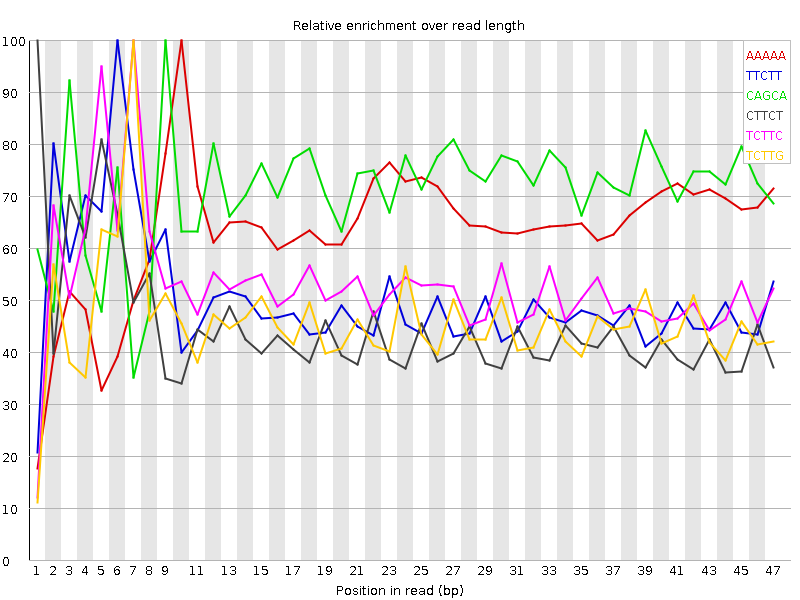 Relative enrichment over read length
100
90
80
70
60
50
40
30
20
10
0
AAAAA
TTCTT
CAGCA
CTTCT
TCTTC
TCTTG
1 2 3 4 5 6 7 8 9 11 13 15 17 19 21 23 25 27 29 31 33 35 37 39 41 43 45 47
Position in read (bp)